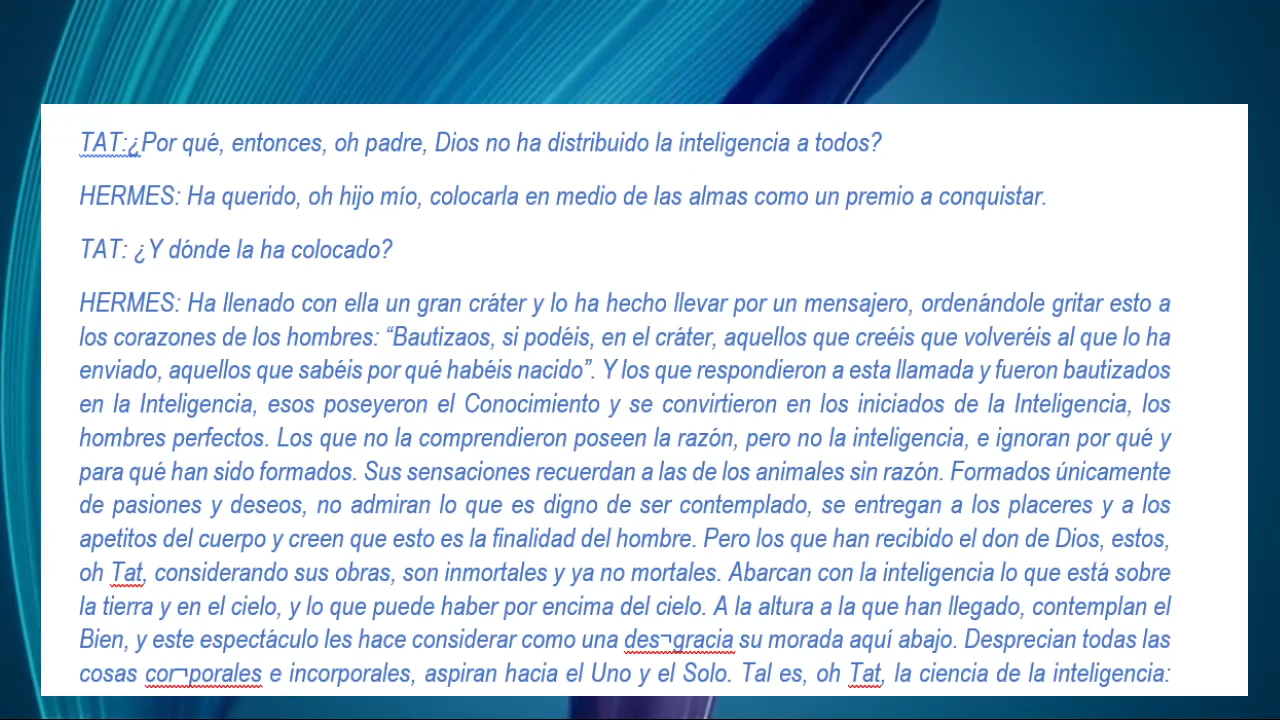 TAT:¿Por qué, entonces, oh padre, Dios no ha distribuido la inteligencia a todos?
HERMES: Ha querido, oh hijo mío, colocarla en medio de las almas como un premio a conquistar.
TAT: ¿Y dónde la ha colocado?
HERMES: Ha llenado con ella un gran cráter y lo ha hecho llevar por un mensajero, ordenándole gritar esto a
los corazones de los hombres: “Bautizaos, si podéis, en el cráter, aquellos que creéis que volveréis al que lo ha
enviado, aquellos que sabéis por qué habéis nacido”. Y los que respondieron a esta llamada y fueron bautizados
en la Inteligencia, esos poseyeron el Conocimiento y se convirtieron en los iniciados de la Inteligencia, los
hombres perfectos. Los que no la comprendieron poseen la razón, pero no la inteligencia, e ignoran por qué y
para qué han sido formados. Sus sensaciones recuerdan a las de los animales sin razón. Formados únicamente
de pasiones y deseos, no admiran lo que es digno de ser contemplado, se entregan a los placeres y a los
apetitos del cuerpo y creen que esto es la finalidad del hombre. Pero los que han recibido el don de Dios, estos,
oh Tat, considerando sus obras, son inmortales y ya no mortales. Abarcan con la inteligencia lo que está sobre
la tierra y en el cielo, y lo que puede haber por encima del cielo. A la altura a la que han llegado, contemplan el
Bien, y este espectáculo les hace considerar como una des¬gracia su morada aquí abajo. Desprecian todas las
cosas cor¬porales e incorporales, aspiran hacia el Uno y el Solo. Tal es, oh Tat, la ciencia de la inteligencia: